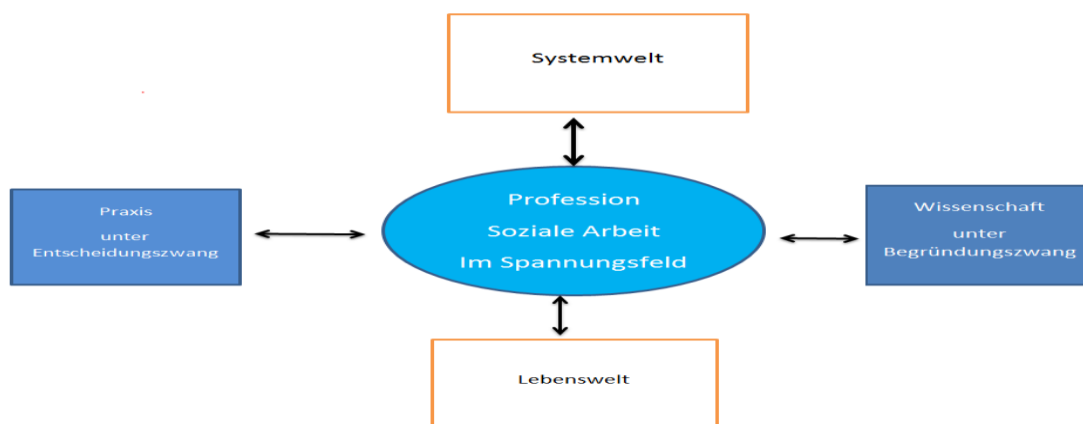 Systemwelt
Praxis
unter
Entscheidungszwang
Profession
Soziale Arbeit
Im Spannungsfeld
Wissenschaft
unter
Begründungszwang
Lebenswelt